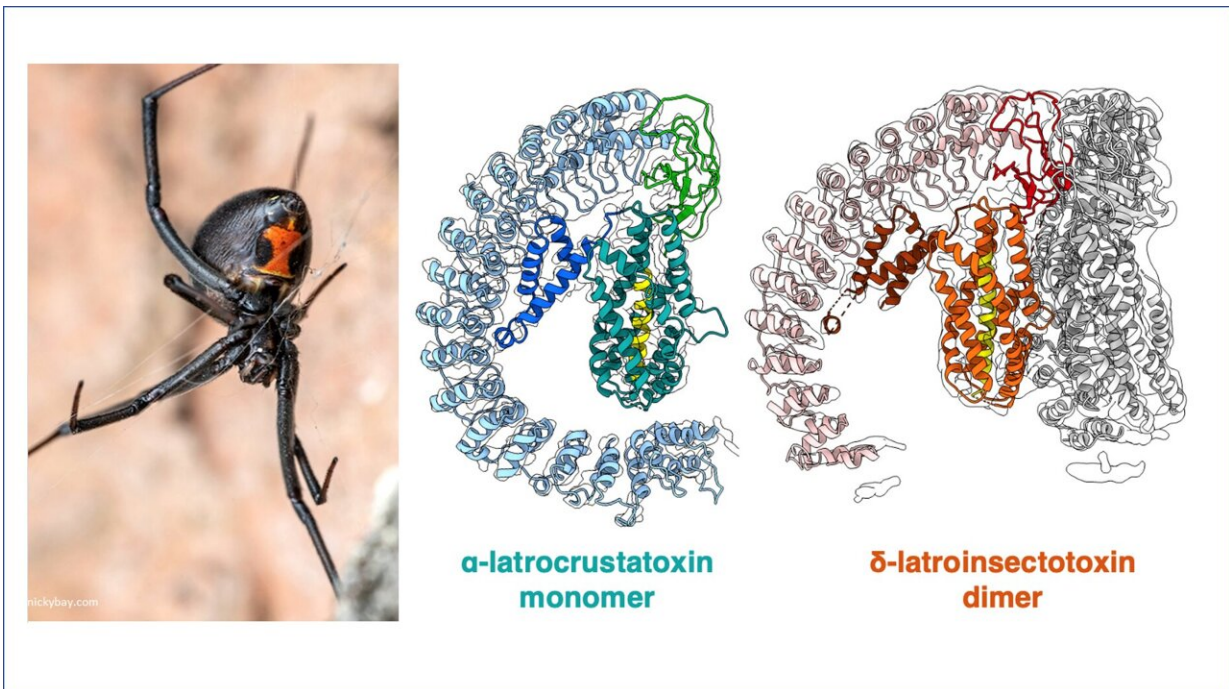 nickybay.com
α-latrocrustatoxin
monomer
δ-latroinsectotoxin
dimer